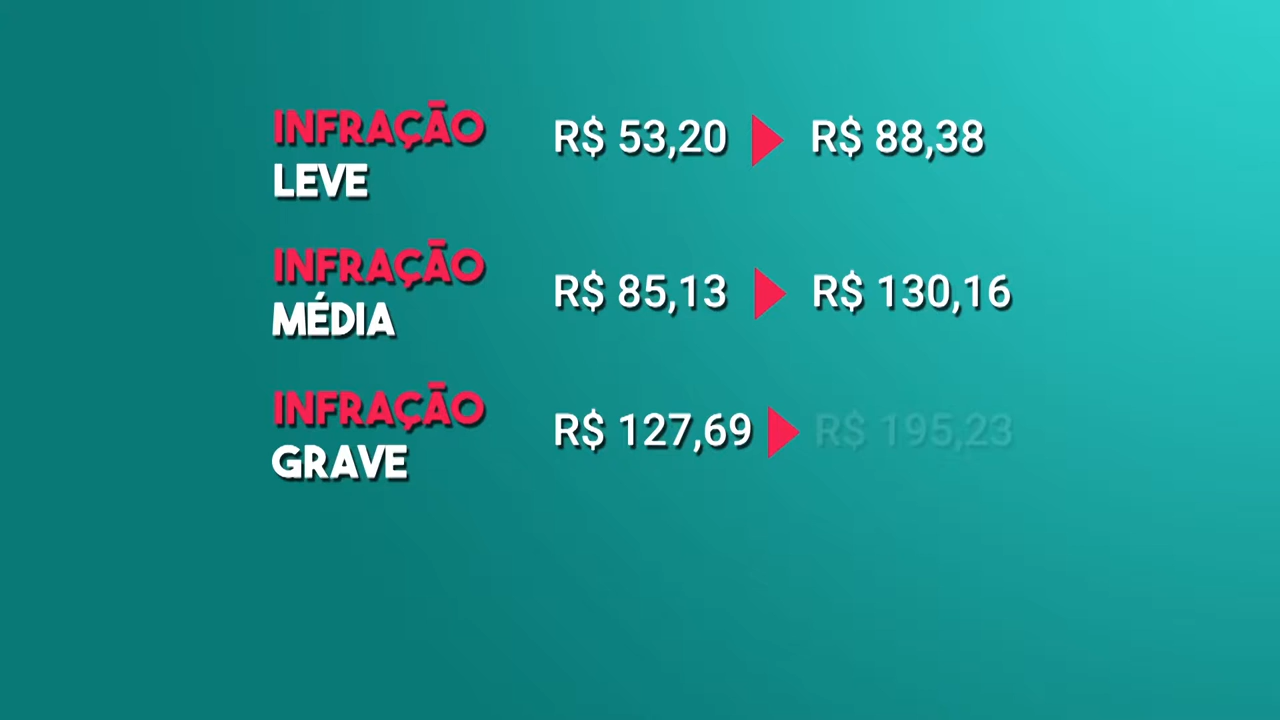 INFRAÇÃO
LEVE
R$ 53,20 R$ 88,38
INFRAÇÃO
MÉDIA
R$ 85,13 R$ 130,16
INFRAÇÃO
GRAVE
R$ 127,69 R$ 195,23